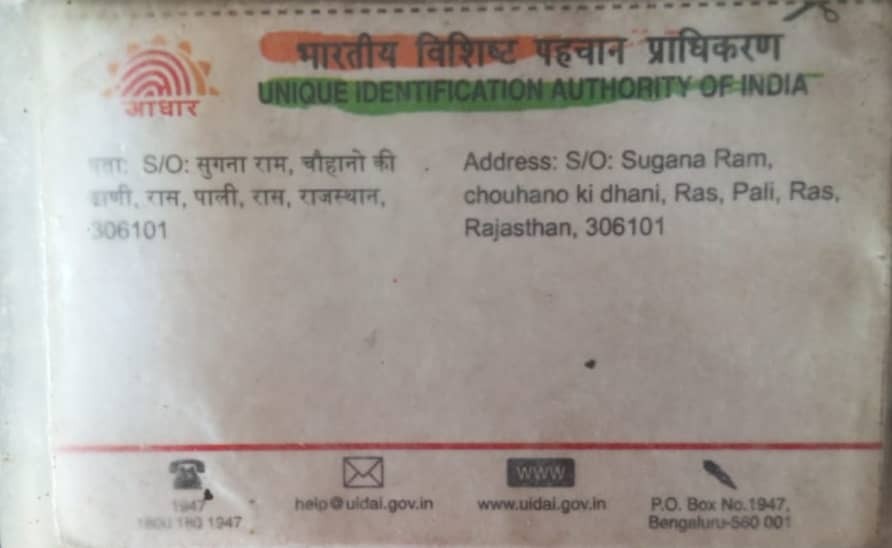 भारतीय विशिष्ट पहचान प्राधिकरण
आधार
UNIQUE IDENTIFICATION AUTHORITY OF INDIA
पता: S/O: सुगना राम, चौहानो की
ढाणी, रास, पाली, रास, राजस्थान,
306101
Address: S/O: Sugana Ram,
chouhano ki dhani, Ras, Pali, Ras,
Rajasthan, 306101
1947
1800 180 1947
help@uidai.gov.in
www
www.uidai.gov.in
P.O. Box No.1947,
Bengaluru-560 001